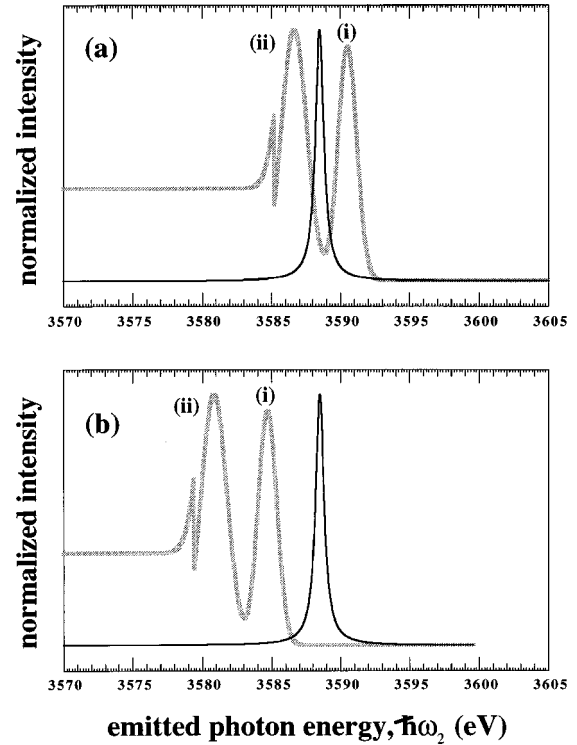 normalized intensity
(a)
(ii)
(i)
3570 3575 3580 3585 3590 3595 3600 3605
normalized intensity
(b)
(ii)
(i)
3570 3575 3580 3585 3590 3595 3600 3605
emitted photon energy, ħω₂ (eV)